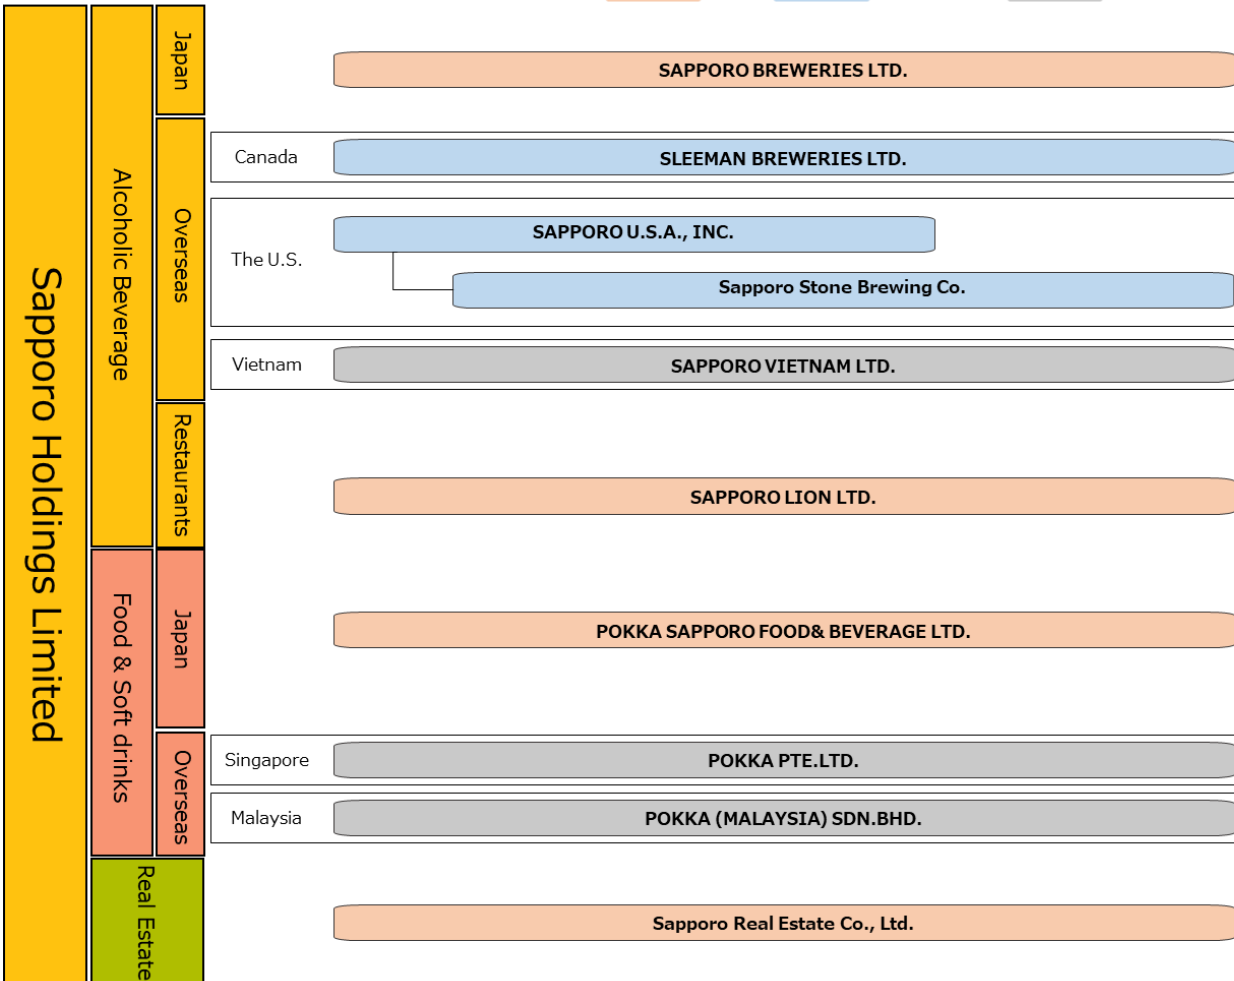 Sapporo Holdings Limited
Alcoholic Beverage
Japan
SAPPORO BREWERIES LTD.
Overseas
Canada
SLEEMAN BREWERIES LTD.
The U.S.
SAPPORO U.S.A., INC.
Sapporo Stone Brewing Co.
Vietnam
SAPPORO VIETNAM LTD.
Restaurants
SAPPORO LION LTD.
Food & Soft drinks
Japan
POKKA SAPPORO FOOD& BEVERAGE LTD.
Overseas
Singapore
POKKA PTE.LTD.
Malaysia
POKKA (MALAYSIA) SDN.BHD.
Real Estate
Sapporo Real Estate Co., Ltd.